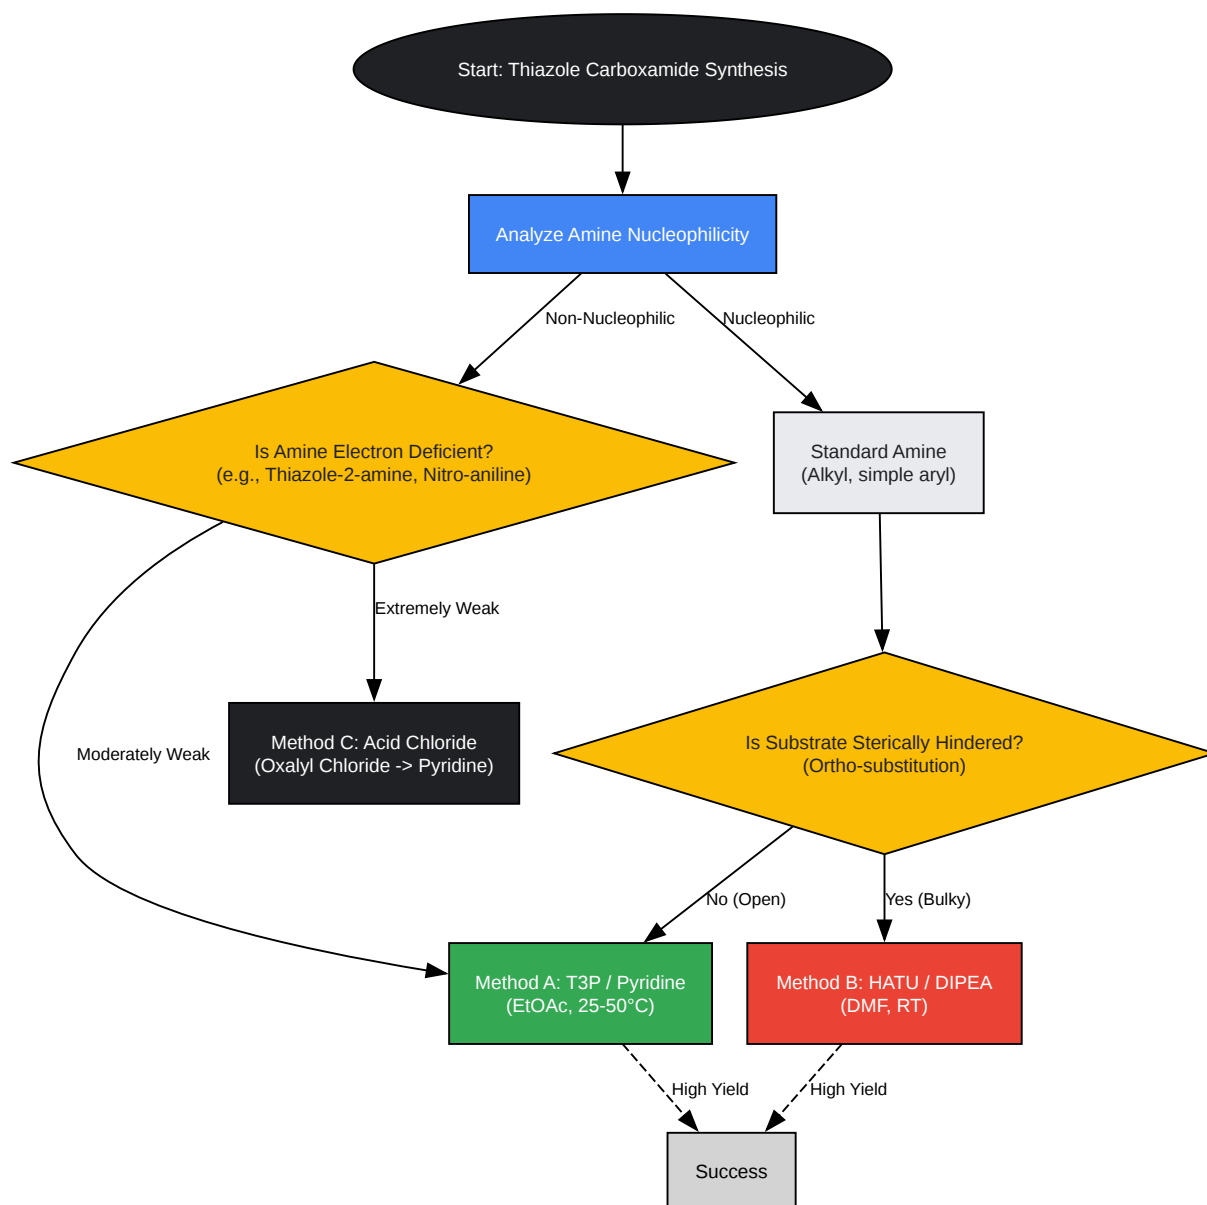 Start: Thiazole Carboxamide Synthesis
Analyze Amine Nucleophilicity
Non-Nucleophilic
Nucleophilic
Is Amine Electron Deficient?
(e.g., Thiazole-2-amine, Nitro-aniline)
Standard Amine
(Alkyl, simple aryl)
Extremely Weak
Moderately Weak
Method C: Acid Chloride
(Oxalyl Chloride -> Pyridine)
Is Substrate Sterically Hindered?
(Ortho-substitution)
No (Open)
Yes (Bulky)
Method A: T3P / Pyridine
(EtOAc, 25-50°C)
Method B: HATU / DIPEA
(DMF, RT)
High Yield
High Yield
Success